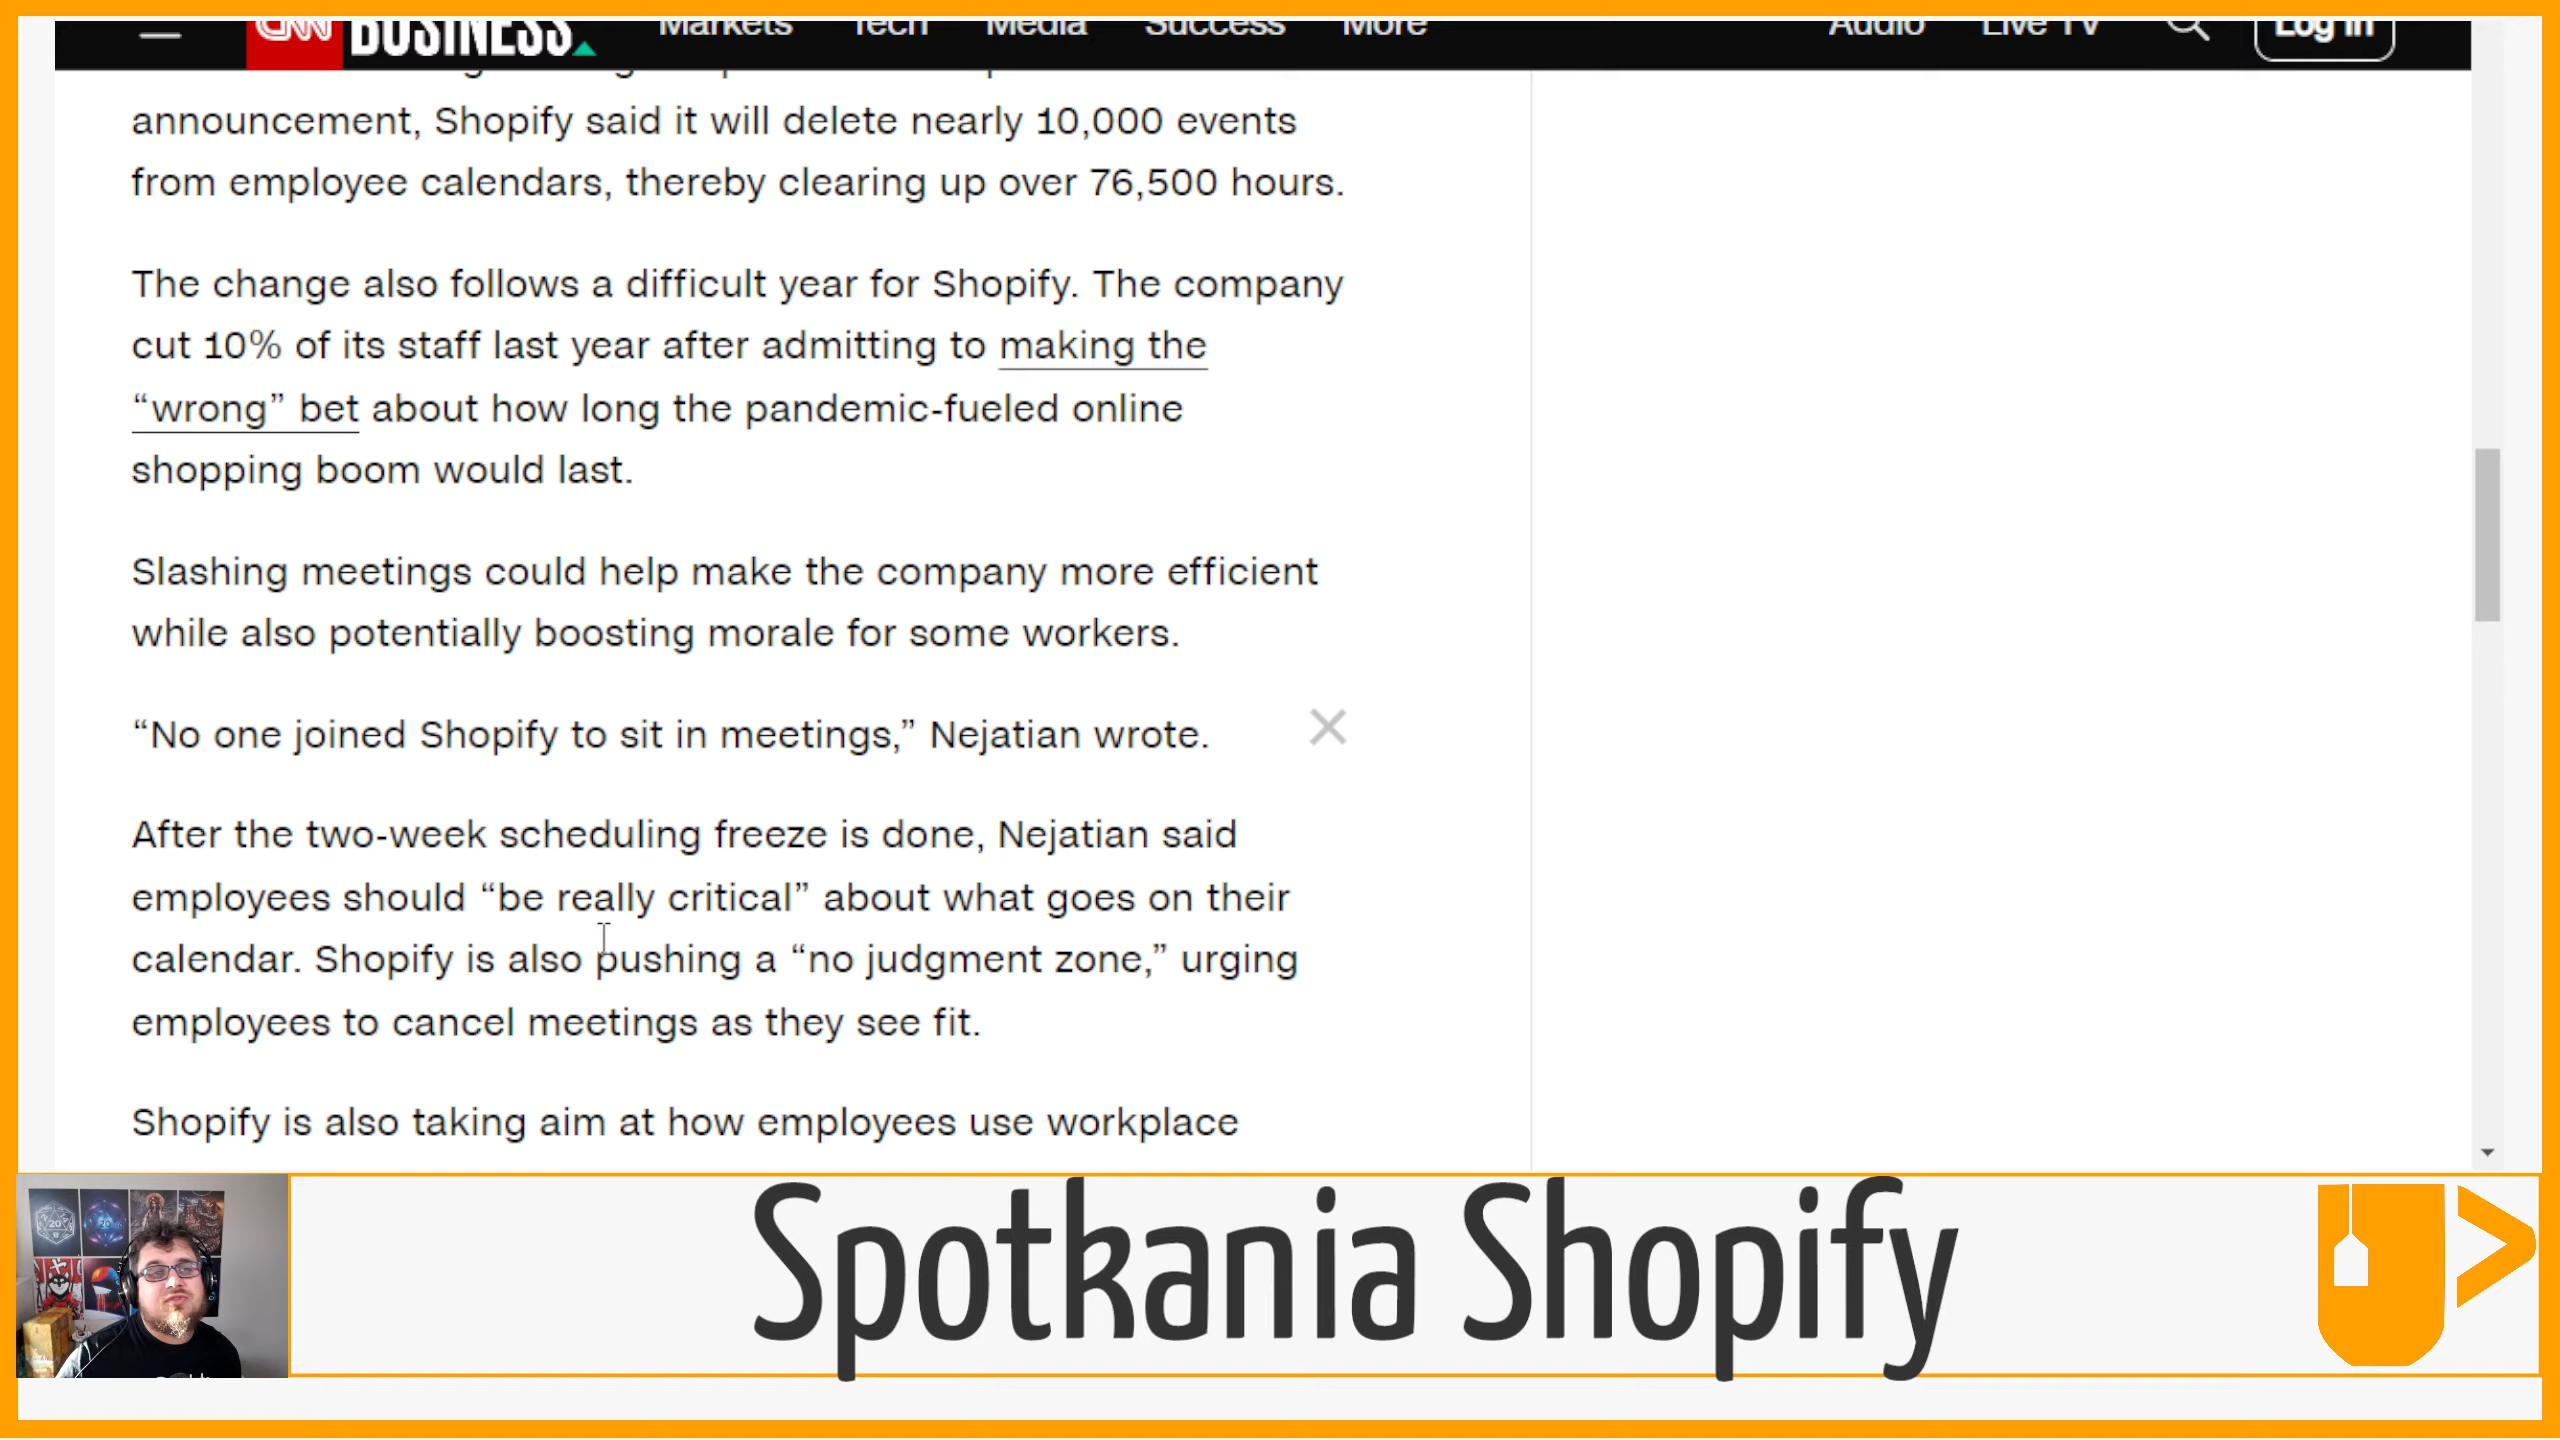 CNN BUSINESS Markets Tech Media Success More Audio Live TV Log In
announcement, Shopify said it will delete nearly 10,000 events
from employee calendars, thereby clearing up over 76,500 hours.
The change also follows a difficult year for Shopify. The company
cut 10% of its staff last year after admitting to making the
“wrong” bet about how long the pandemic-fueled online
shopping boom would last.
Slashing meetings could help make the company more efficient
while also potentially boosting morale for some workers.
“No one joined Shopify to sit in meetings,” Nejatian wrote.
After the two-week scheduling freeze is done, Nejatian said
employees should “be really critical” about what goes on their
calendar. Shopify is also pushing a “no judgment zone,” urging
employees to cancel meetings as they see fit.
Shopify is also taking aim at how employees use workplace
Spotkania Shopify